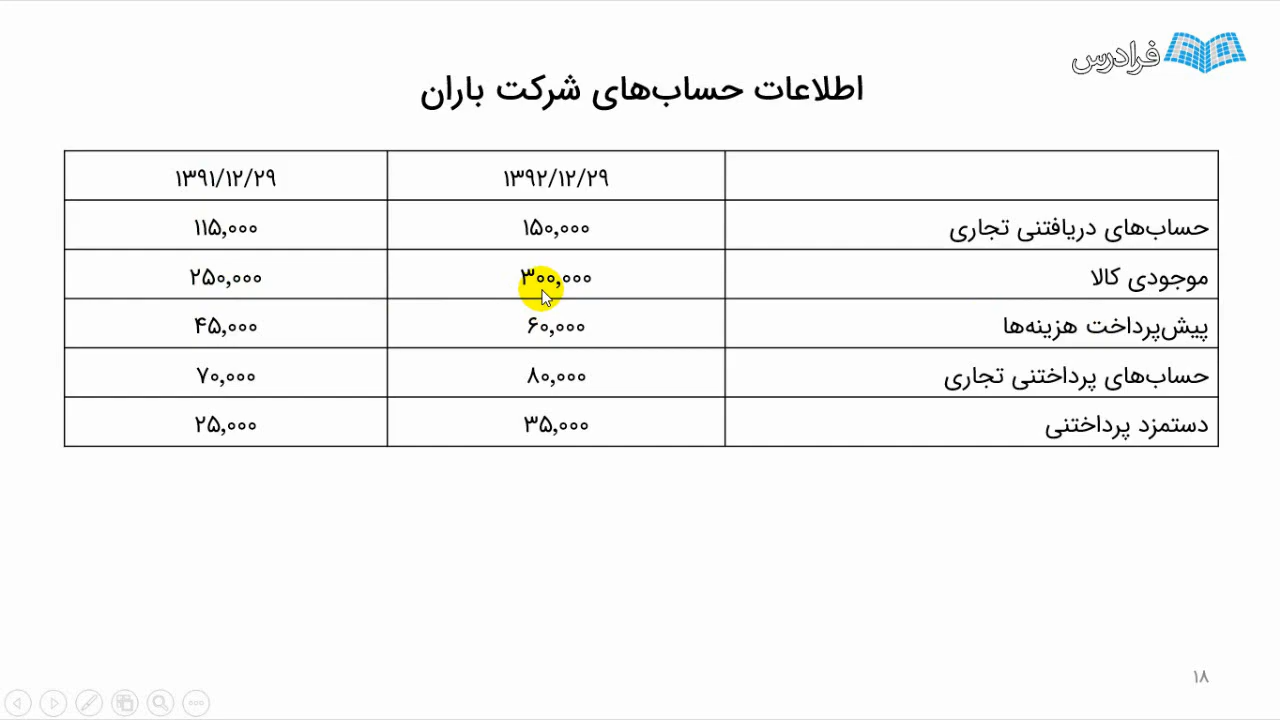 فرادرس
اطلاعات حساب‌های شرکت باران
۱۳۹۲/۱۲/۲۹ ۱۳۹۱/۱۲/۲۹
حساب‌های دریافتنی تجاری ۱۵۰,۰۰۰ ۱۱۵,۰۰۰
موجودی کالا ۳۰۰,۰۰۰ ۲۵۰,۰۰۰
پیش‌پرداخت هزینه‌ها ۶۰,۰۰۰ ۴۵,۰۰۰
حساب‌های پرداختنی تجاری ۸۰,۰۰۰ ۷۰,۰۰۰
دستمزد پرداختنی ۳۵,۰۰۰ ۲۵,۰۰۰
۱۸